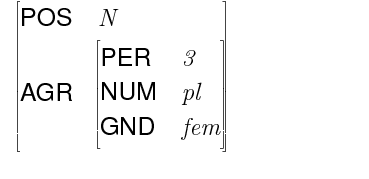 POS N
PER 3
AGR NUM pl
GND fem